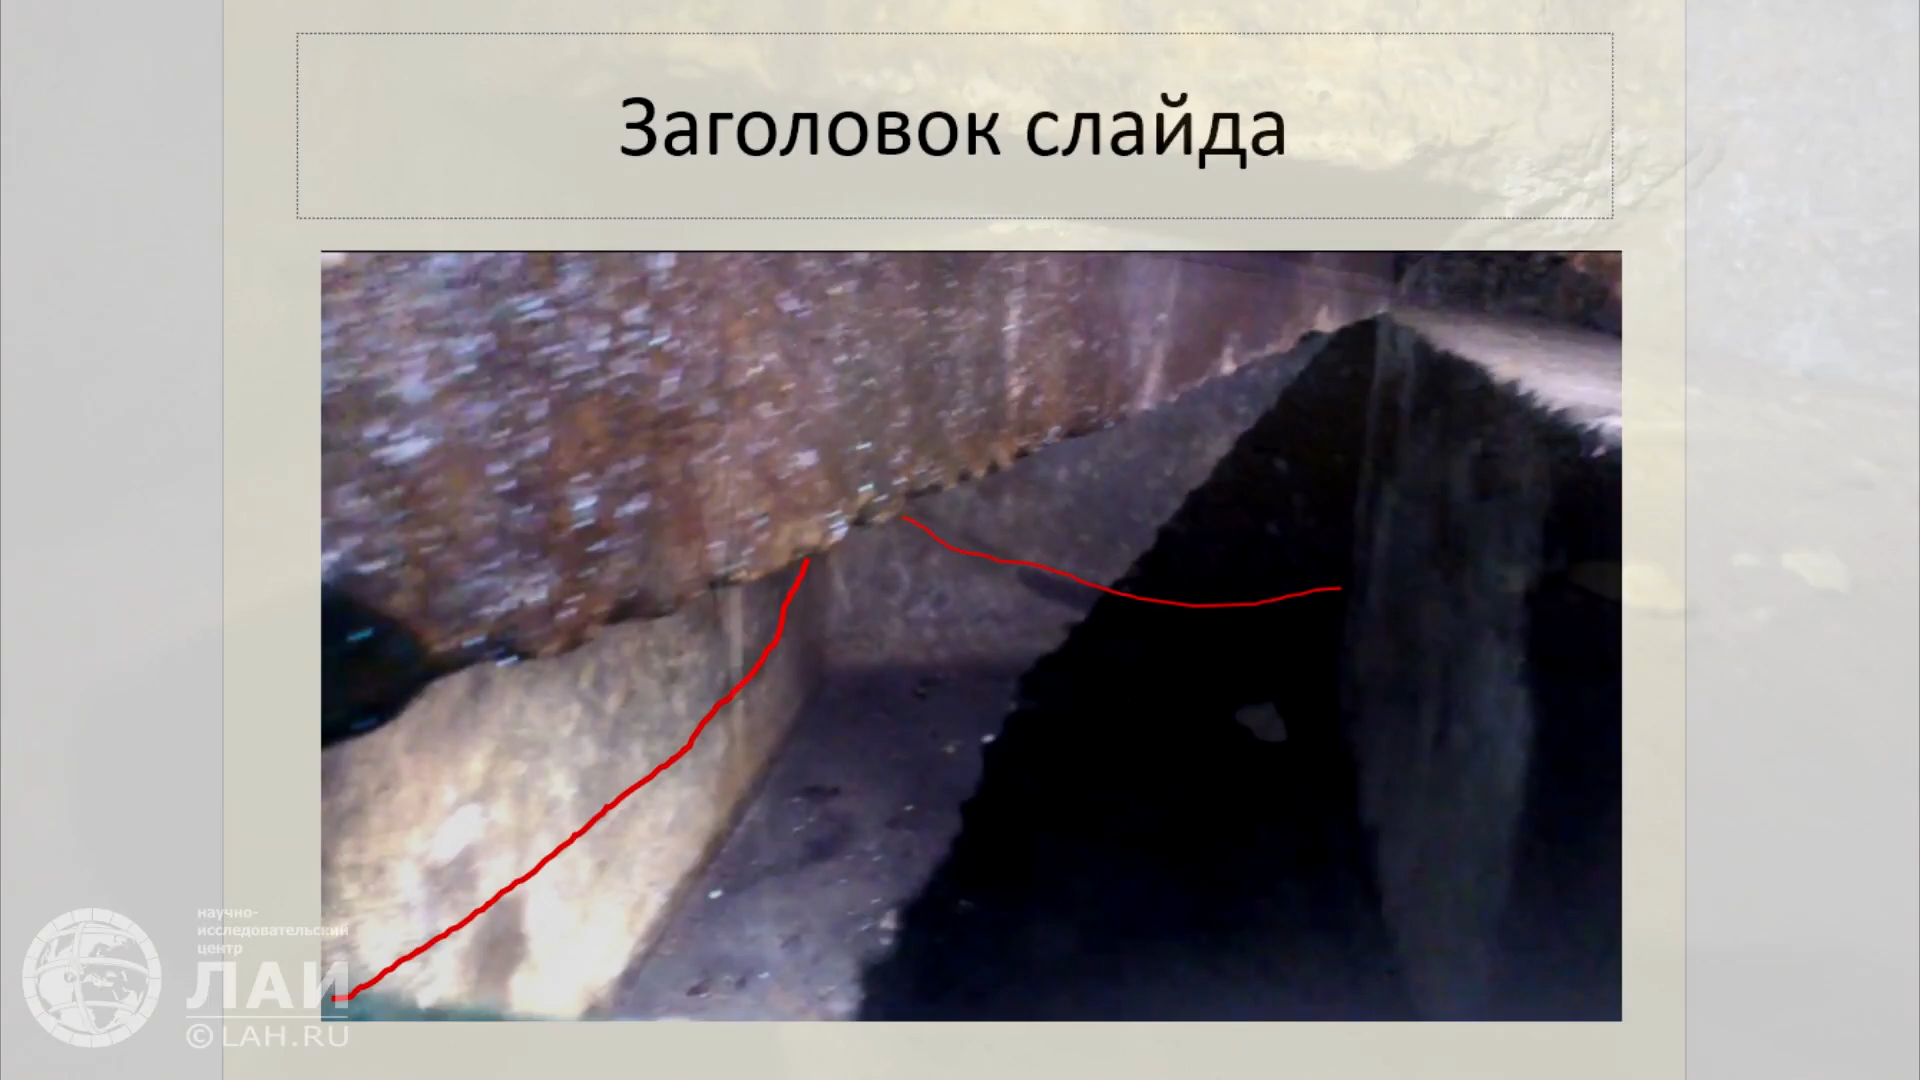 Заголовок слайда
научно-
исследовательский
центр
ЛАИ
© LAH.RU